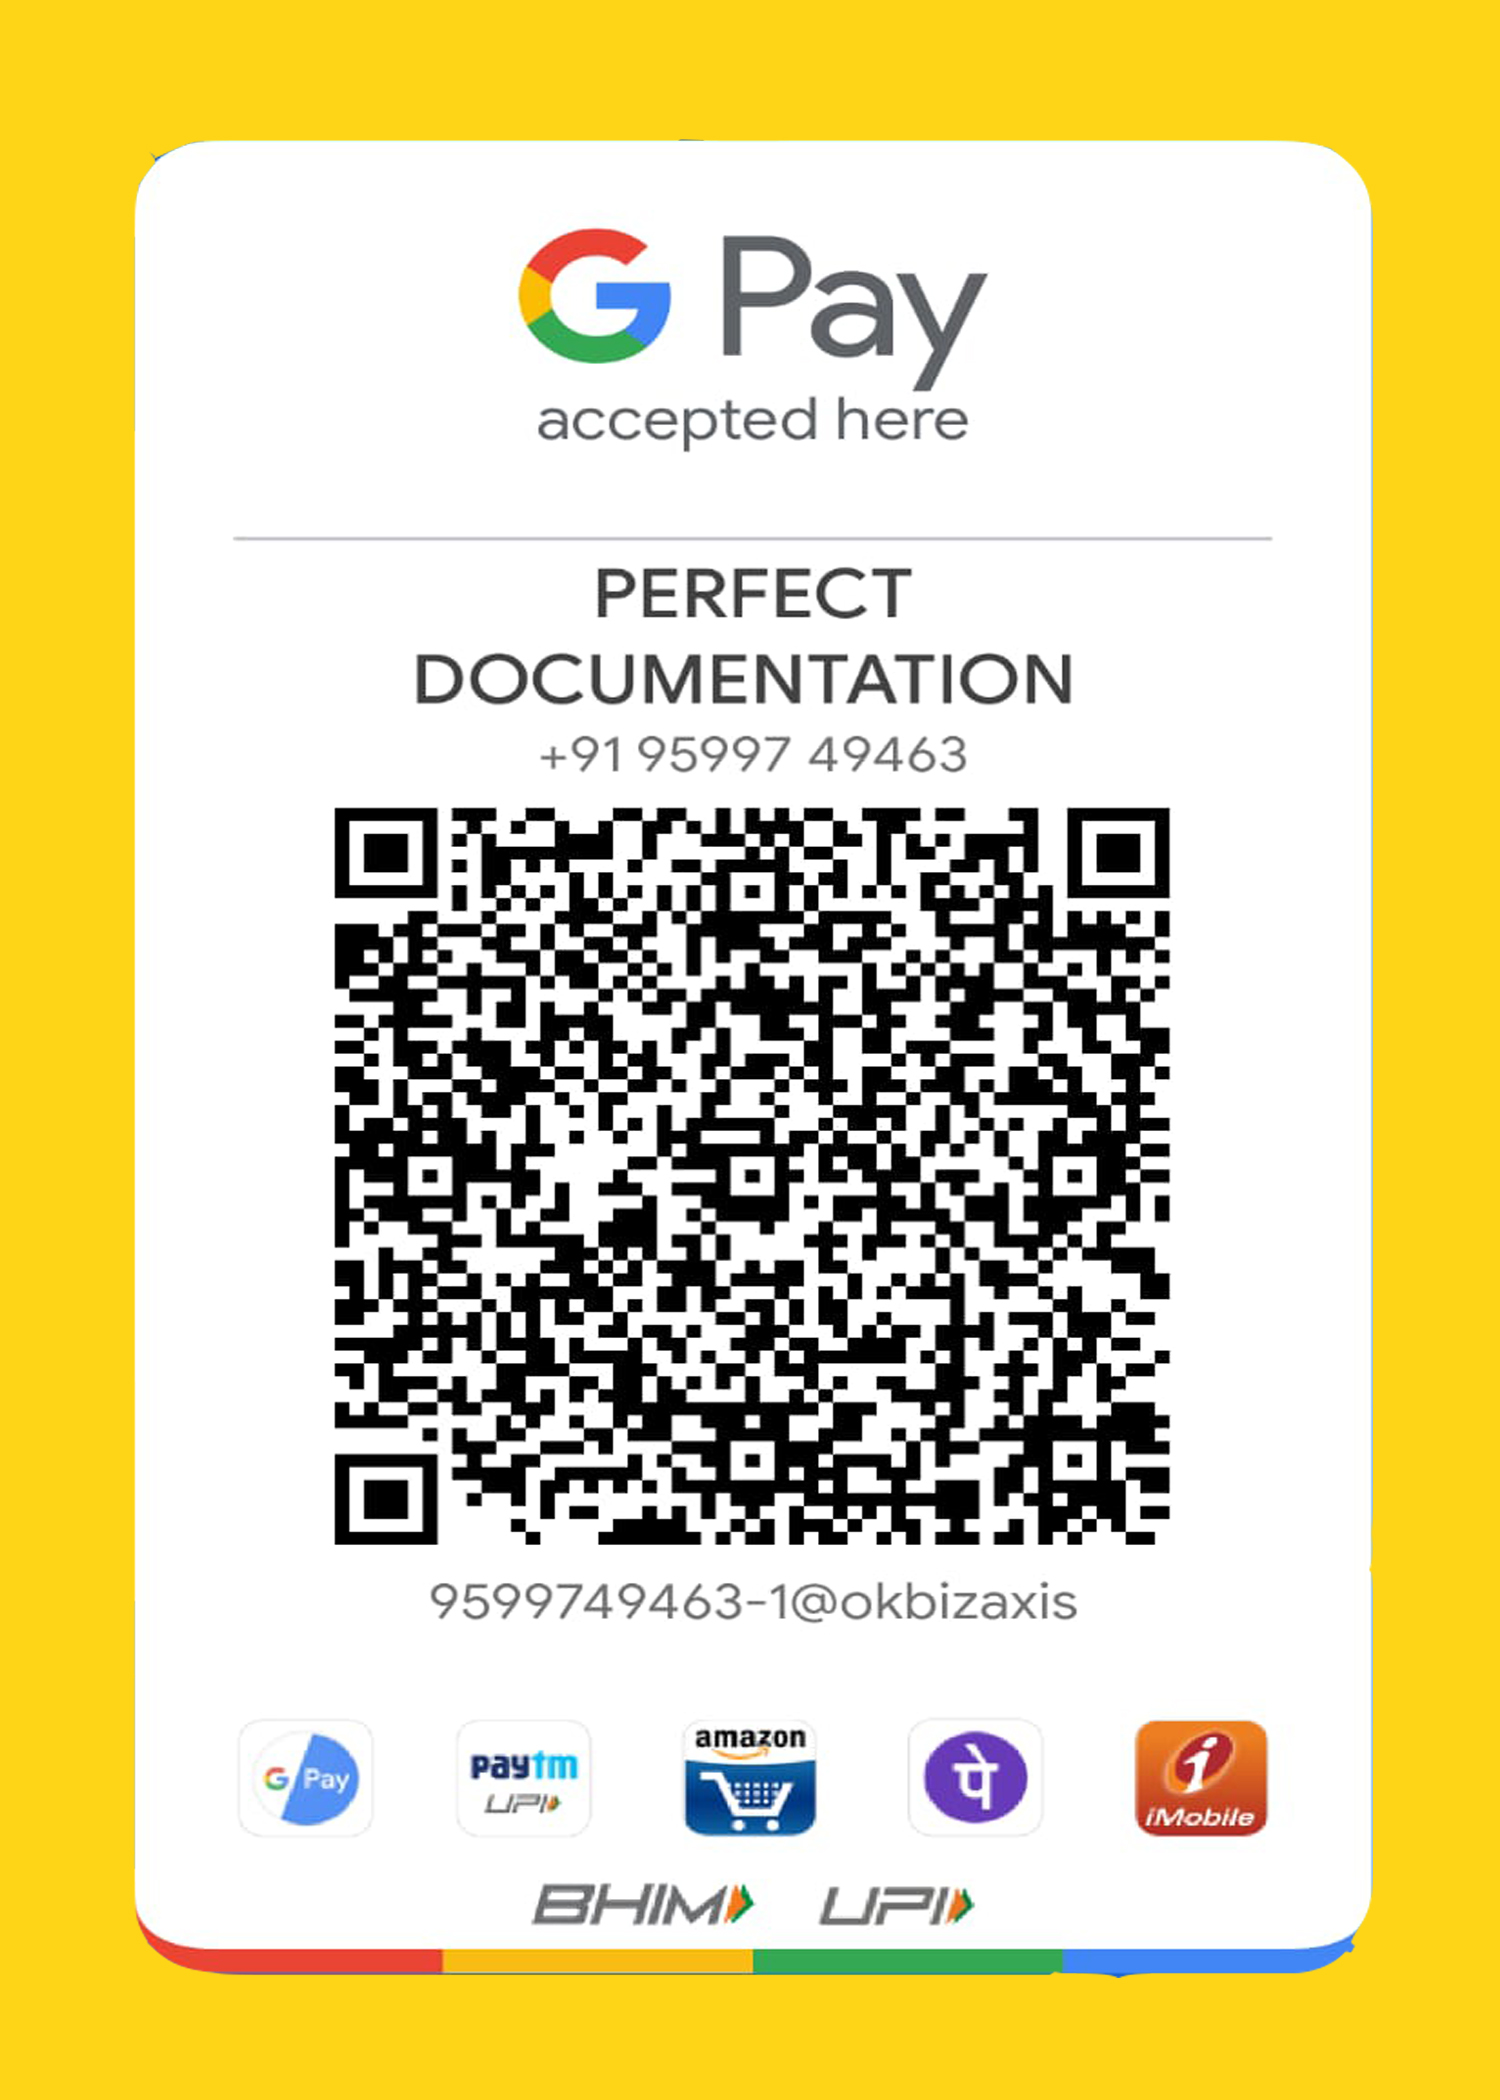 G Pay
accepted here
PERFECT
DOCUMENTATION
+91 95997 49463
9599749463-1@okbizaxis
G Pay
paytm
UPI
amazon
पे
i
iMobile
BHIM UPI